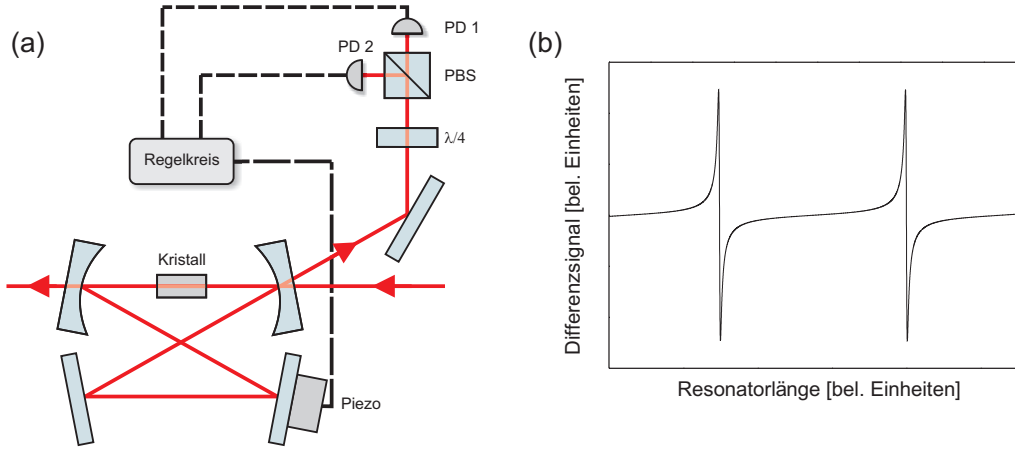 (a)
PD 1
PD 2
PBS
λ/4
Regelkreis
Kristall
Piezo
(b)
Differenzsignal [bel. Einheiten]
Resonatorlänge [bel. Einheiten]